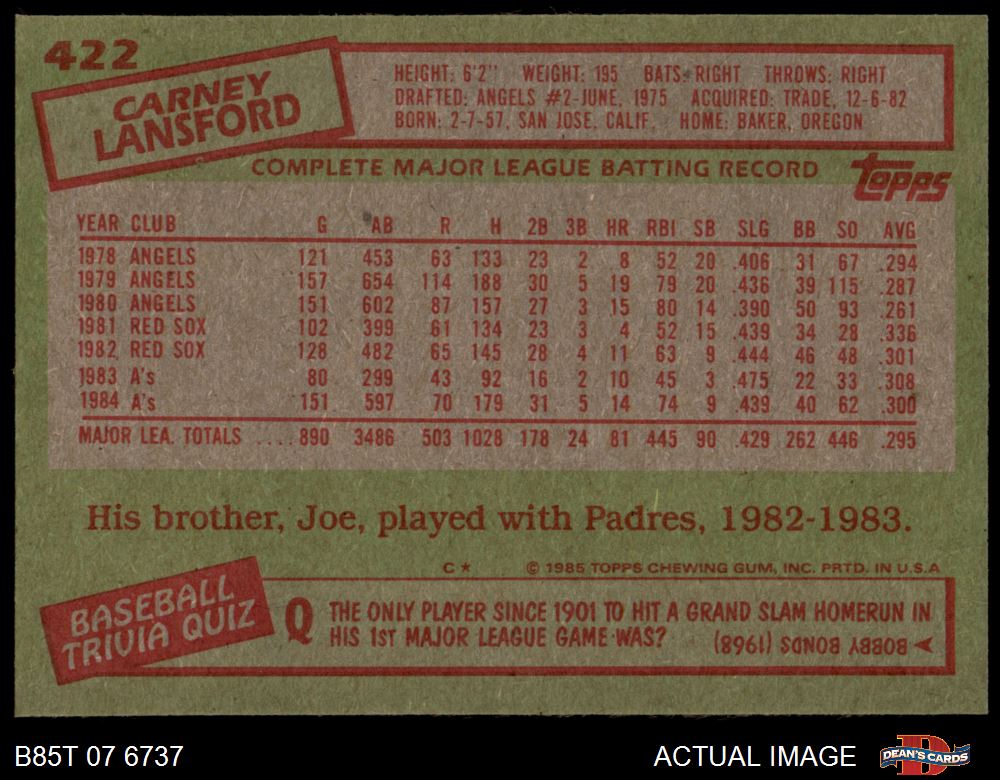 422
CARNEY
LANSFORD
HEIGHT: 6'2" WEIGHT: 195 BATS: RIGHT THROWS: RIGHT
DRAFTED: ANGELS #2-JUNE, 1975 ACQUIRED: TRADE, 12-6-82
BORN: 2-7-57, SAN JOSE, CALIF. HOME: BAKER, OREGON
COMPLETE MAJOR LEAGUE BATTING RECORD
topps
YEAR CLUB G AB R H 2B 3B HR RBI SB SLG BB SO AVG
1978 ANGELS 121 453 63 133 23 2 8 52 20 .406 31 67 .294
1979 ANGELS 157 654 114 188 30 5 19 79 20 .436 39 115 .287
1980 ANGELS 151 602 87 157 27 3 15 80 14 .390 50 93 .261
1981 RED SOX 102 399 61 134 23 3 4 52 15 .439 34 28 .336
1982 RED SOX 128 482 65 145 28 4 11 63 9 .444 46 48 .301
1983 A's 80 299 43 92 16 2 10 45 3 .475 22 33 .308
1984 A's 151 597 70 179 31 5 14 74 9 .439 40 62 .300
MAJOR LEA. TOTALS .... 890 3486 503 1028 178 24 81 445 90 .429 262 446 .295
His brother, Joe, played with Padres, 1982-1983.
C * © 1985 TOPPS CHEWING GUM, INC. PRTD. IN U.S.A
BASEBALL
TRIVIA QUIZ
Q THE ONLY PLAYER SINCE 1901 TO HIT A GRAND SLAM HOMERUN IN
HIS 1ST MAJOR LEAGUE GAME WAS?
BOBBY BONDS (1968)
B85T 07 6737
ACTUAL IMAGE
DEAN'S CARDS